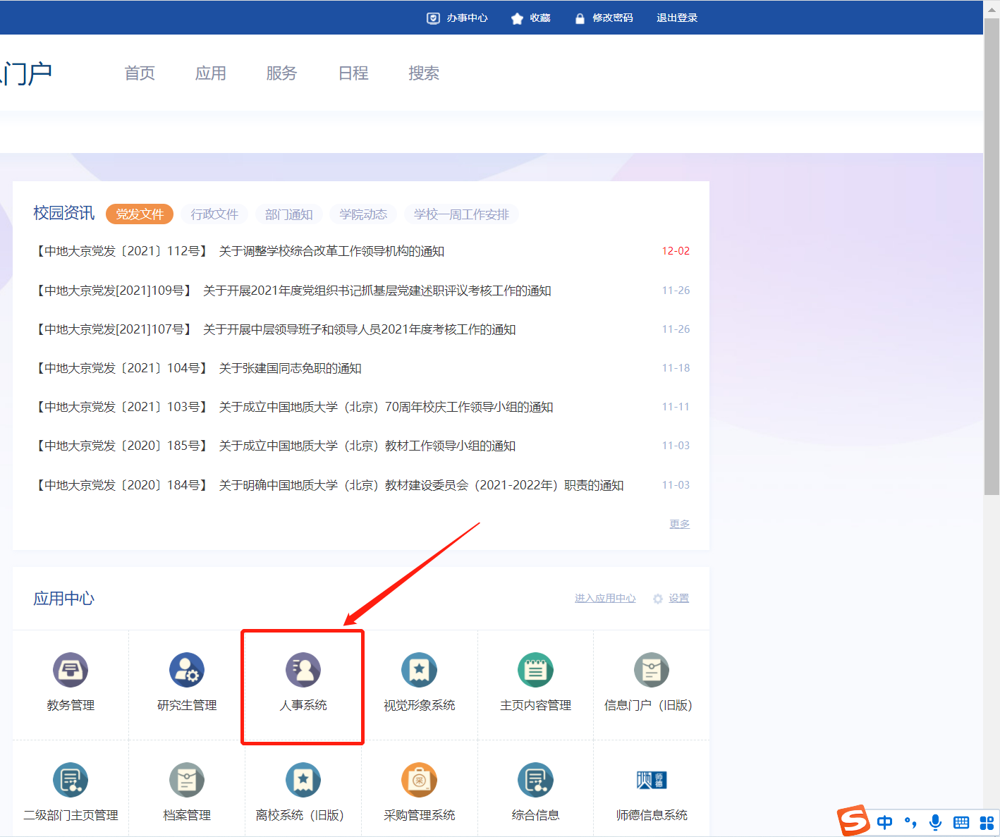 办事中心 收藏 修改密码 退出登录
门户 首页 应用 服务 日程 搜索
校园资讯 党发文件 行政文件 部门通知 学院动态 学校一周工作安排
【中地大京党发〔2021〕112号】 关于调整学校综合改革工作领导机构的通知 12-02
【中地大京党发[2021]109号】 关于开展2021年度党组织书记抓基层党建述职评议考核工作的通知 11-26
【中地大京党发[2021]107号】 关于开展中层领导班子和领导人员2021年度考核工作的通知 11-26
【中地大京党发〔2021〕104号】 关于张建国同志免职的通知 11-18
【中地大京党发〔2021〕103号】 关于成立中国地质大学（北京）70周年校庆工作领导小组的通知 11-11
【中地大京党发〔2020〕185号】 关于成立中国地质大学（北京）教材工作领导小组的通知 11-03
【中地大京党发〔2020〕184号】 关于明确中国地质大学（北京）教材建设委员会（2021-2022年）职责的通知 11-03
更多
应用中心 进入应用中心 设置
教务管理 研究生管理 人事系统 视觉形象系统 主页内容管理 信息门户（旧版）
采 师德
二级部门主页管理 档案管理 离校系统（旧版） 采购管理系统 综合信息 师德信息系统
S 中 °,